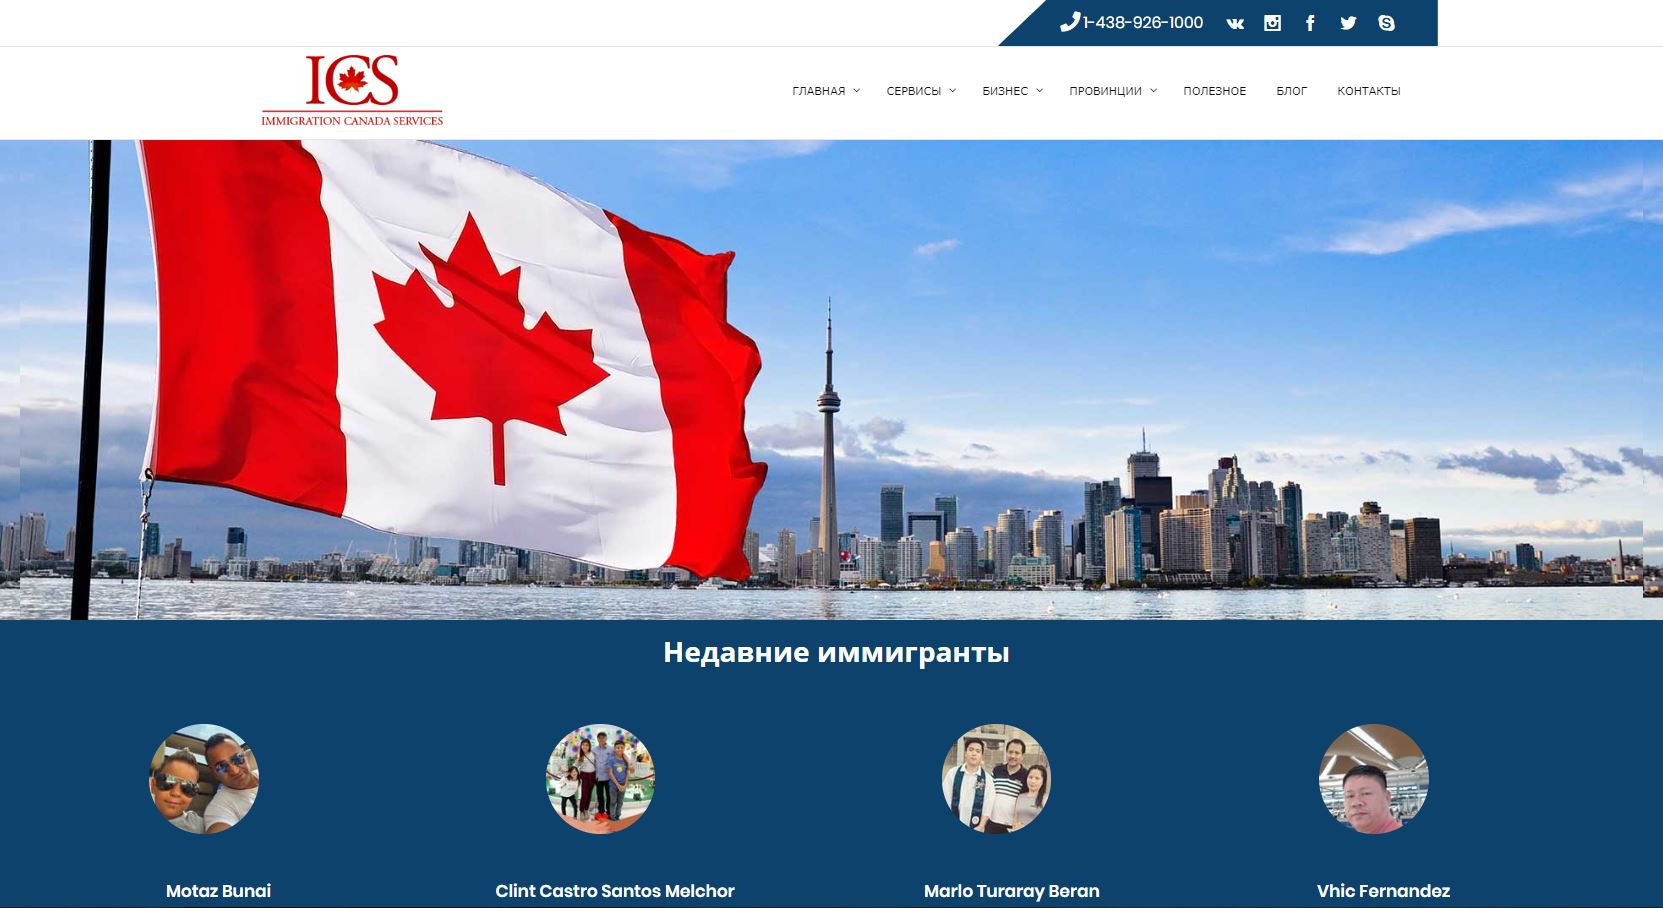 1-438-926-1000
ICS
IMMIGRATION CANADA SERVICES
ГЛАВНАЯ СЕРВИСЫ БИЗНЕС ПРОВИНЦИИ ПОЛЕЗНОЕ БЛОГ КОНТАКТЫ
Недавние иммигранты
Motaz Bunai Clint Castro Santos Melchor Marlo Turaray Beran Vhic Fernandez